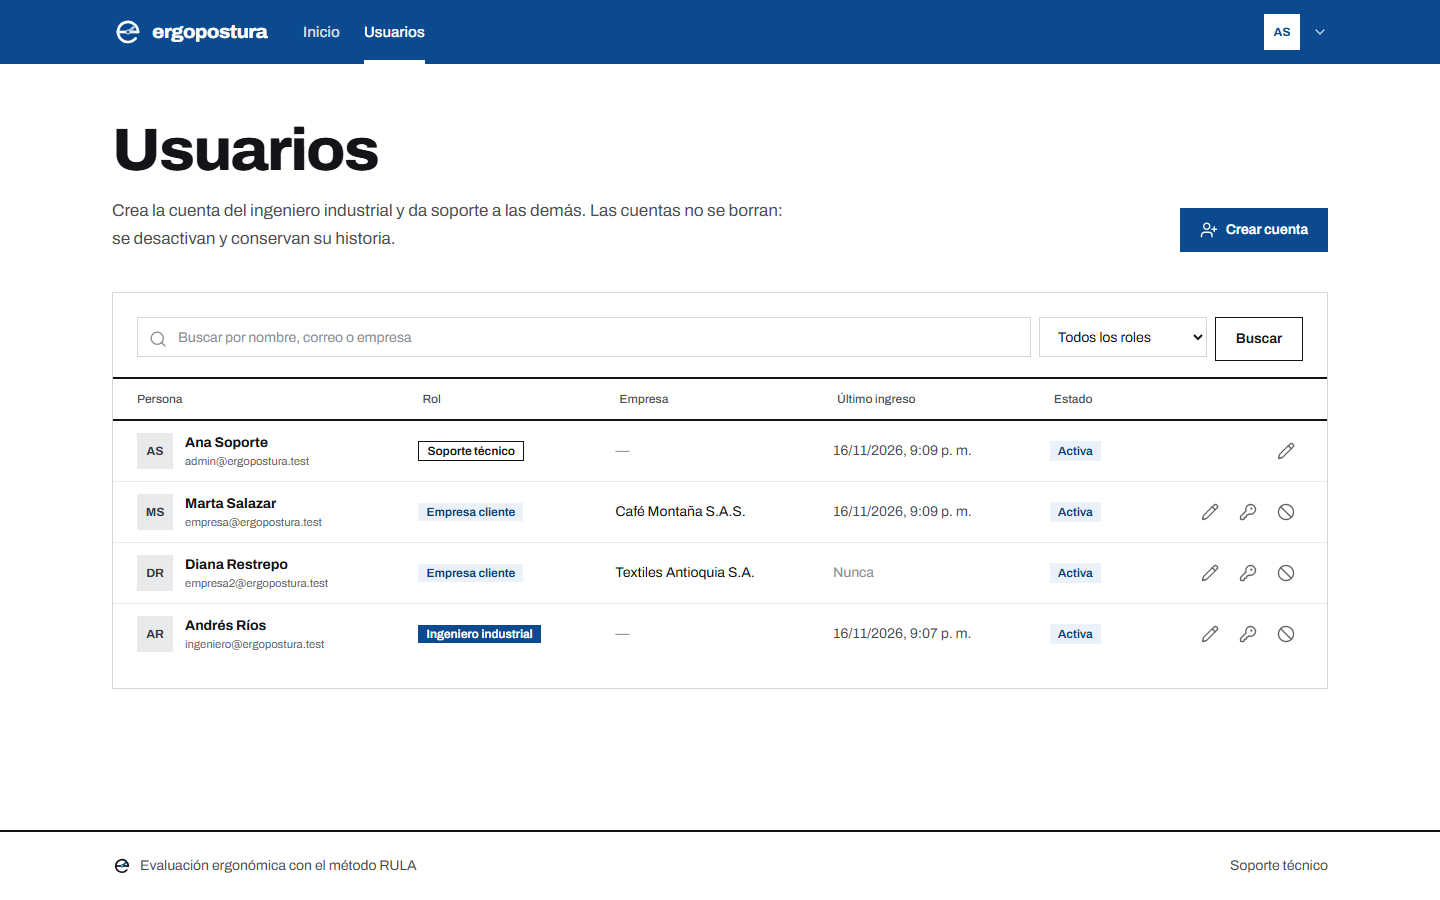 ergopostura Inicio Usuarios AS
Usuarios
Crea la cuenta del ingeniero industrial y da soporte a las demás. Las cuentas no se borran:
se desactivan y conservan su historia.
Crear cuenta
Buscar por nombre, correo o empresa Todos los roles Buscar
Persona Rol Empresa Último ingreso Estado
AS Ana Soporte Soporte técnico — 16/11/2026, 9:09 p. m. Activa
admin@ergopostura.test
MS Marta Salazar Empresa cliente Café Montaña S.A.S. 16/11/2026, 9:09 p. m. Activa
empresa@ergopostura.test
DR Diana Restrepo Empresa cliente Textiles Antioquia S.A. Nunca Activa
empresa2@ergopostura.test
AR Andrés Ríos Ingeniero industrial — 16/11/2026, 9:07 p. m. Activa
ingeniero@ergopostura.test
Evaluación ergonómica con el método RULA Soporte técnico